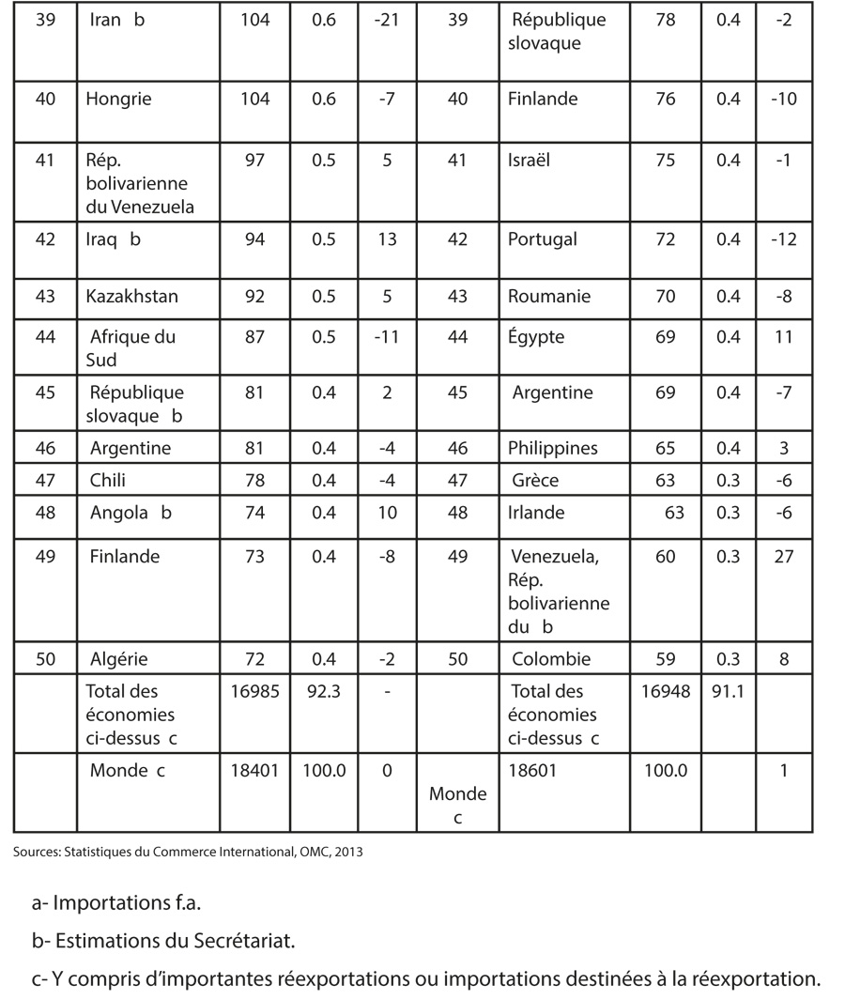 39 Iran b 104 0.6 -21 39 République 78 0.4 -2
slovaque
40 Hongrie 104 0.6 -7 40 Finlande 76 0.4 -10
41 Rép. 97 0.5 5 41 Israël 75 0.4 -1
bolivarienne
du Venezuela
42 Iraq b 94 0.5 13 42 Portugal 72 0.4 -12
43 Kazakhstan 92 0.5 5 43 Roumanie 70 0.4 -8
44 Afrique du 87 0.5 -11 44 Égypte 69 0.4 11
Sud
45 République 81 0.4 2 45 Argentine 69 0.4 -7
slovaque b
46 Argentine 81 0.4 -4 46 Philippines 65 0.4 3
47 Chili 78 0.4 -4 47 Grèce 63 0.3 -6
48 Angola b 74 0.4 10 48 Irlande 63 0.3 -6
49 Finlande 73 0.4 -8 49 Venezuela, 60 0.3 27
Rép.
bolivarienne
du b
50 Algérie 72 0.4 -2 50 Colombie 59 0.3 8
Total des 16985 92.3 - Total des 16948 91.1
économies économies
ci-dessus c ci-dessus c
Monde c 18401 100.0 0 18601 100.0 1
Monde
c
Sources: Statistiques du Commerce International, OMC, 2013
a- Importations f.a.
b- Estimations du Secrétariat.
c- Y compris d'importantes réexportations ou importations destinées à la réexportation.